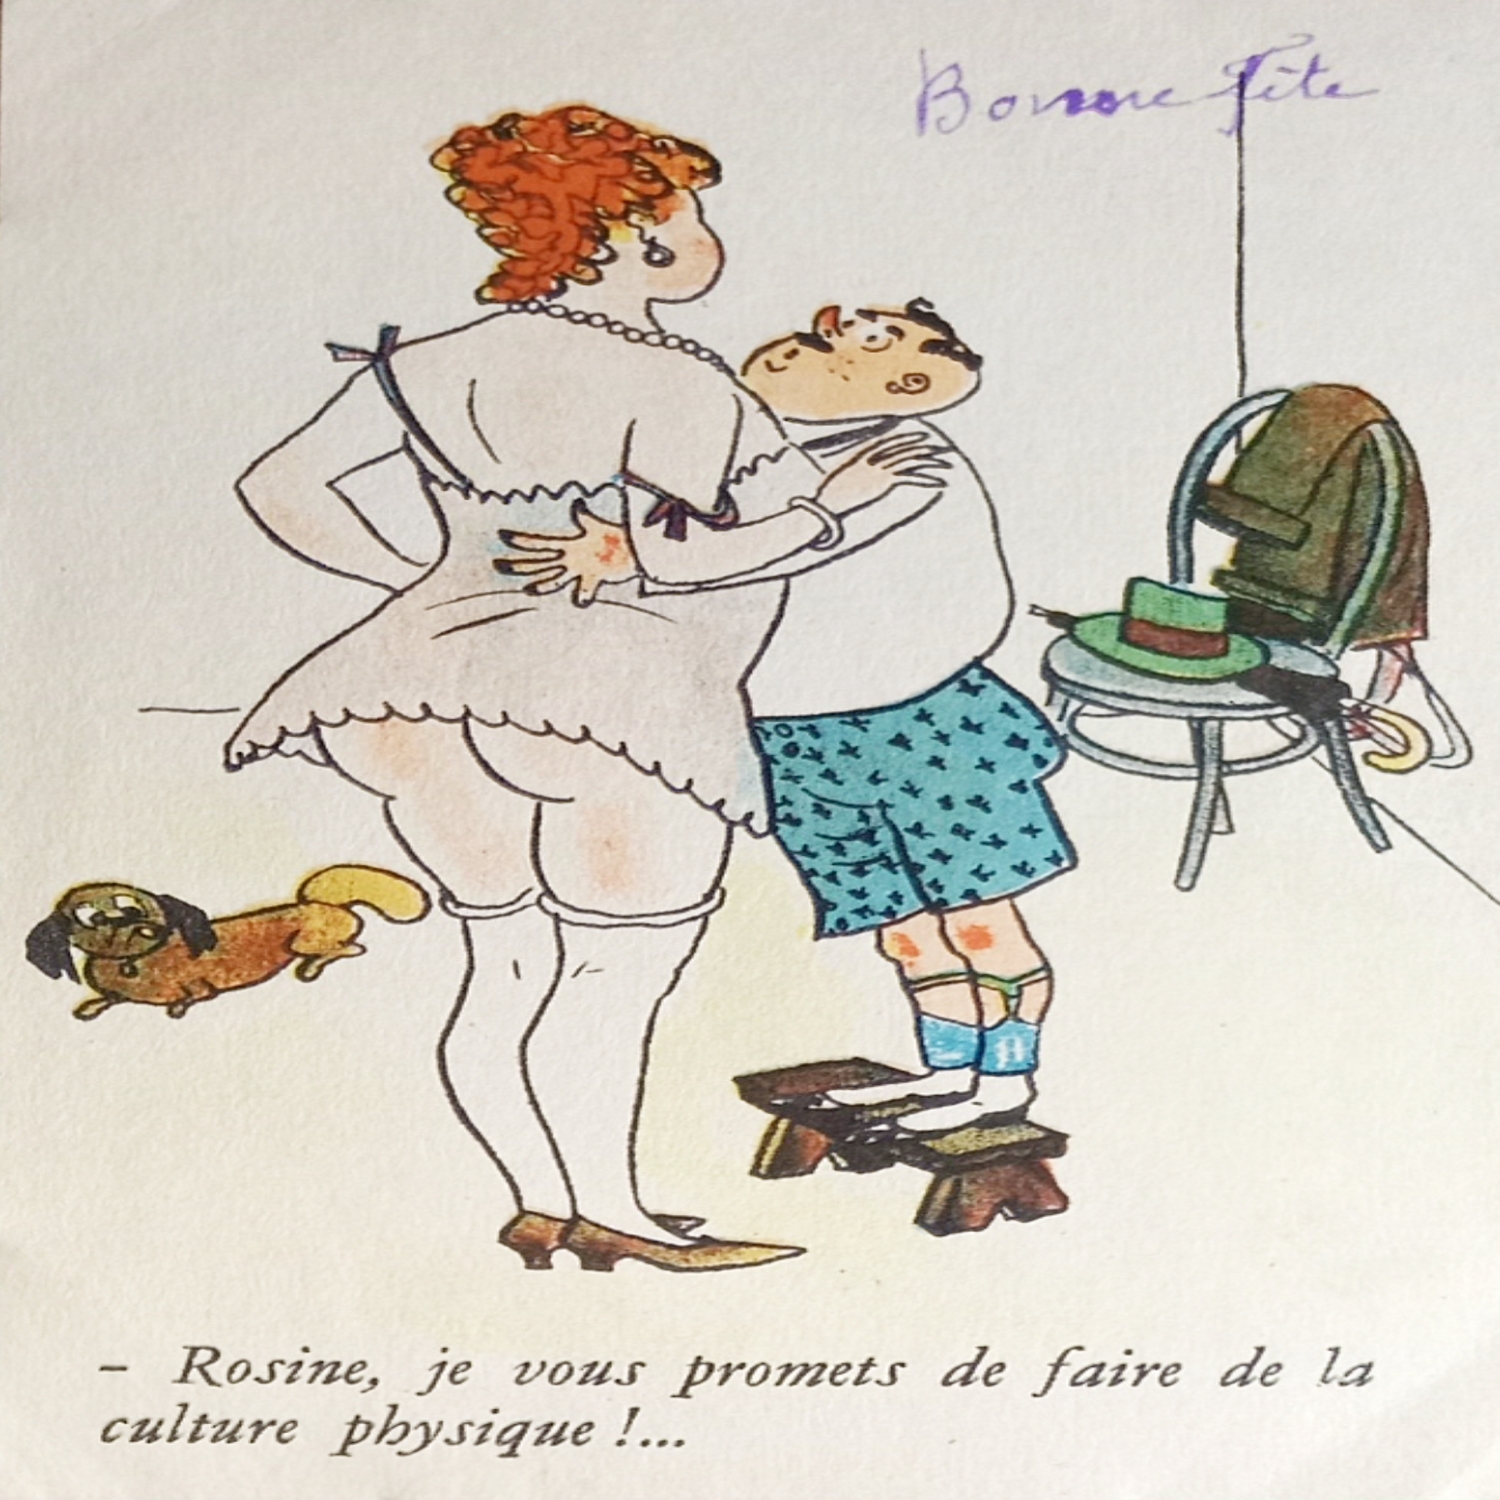 Bonne Fête
– Rosine, je vous promets de faire de la
culture physique !...